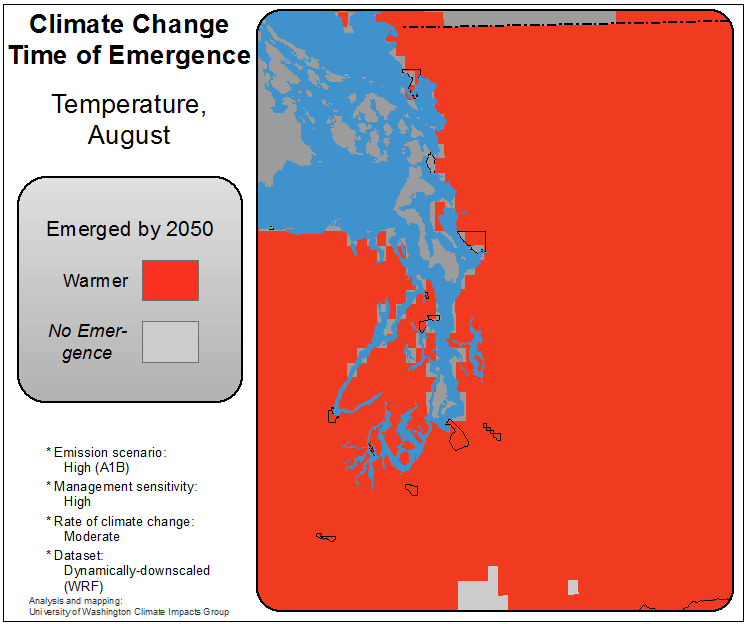 Climate Change
Time of Emergence
Temperature,
August
Emerged by 2050
Warmer
No Emer-
gence
* Emission scenario:
High (A1B)
* Management sensitivity:
High
* Rate of climate change:
Moderate
* Dataset:
Dynamically-downscaled
(WRF)
Analysis and mapping:
University of Washington Climate Impacts Group